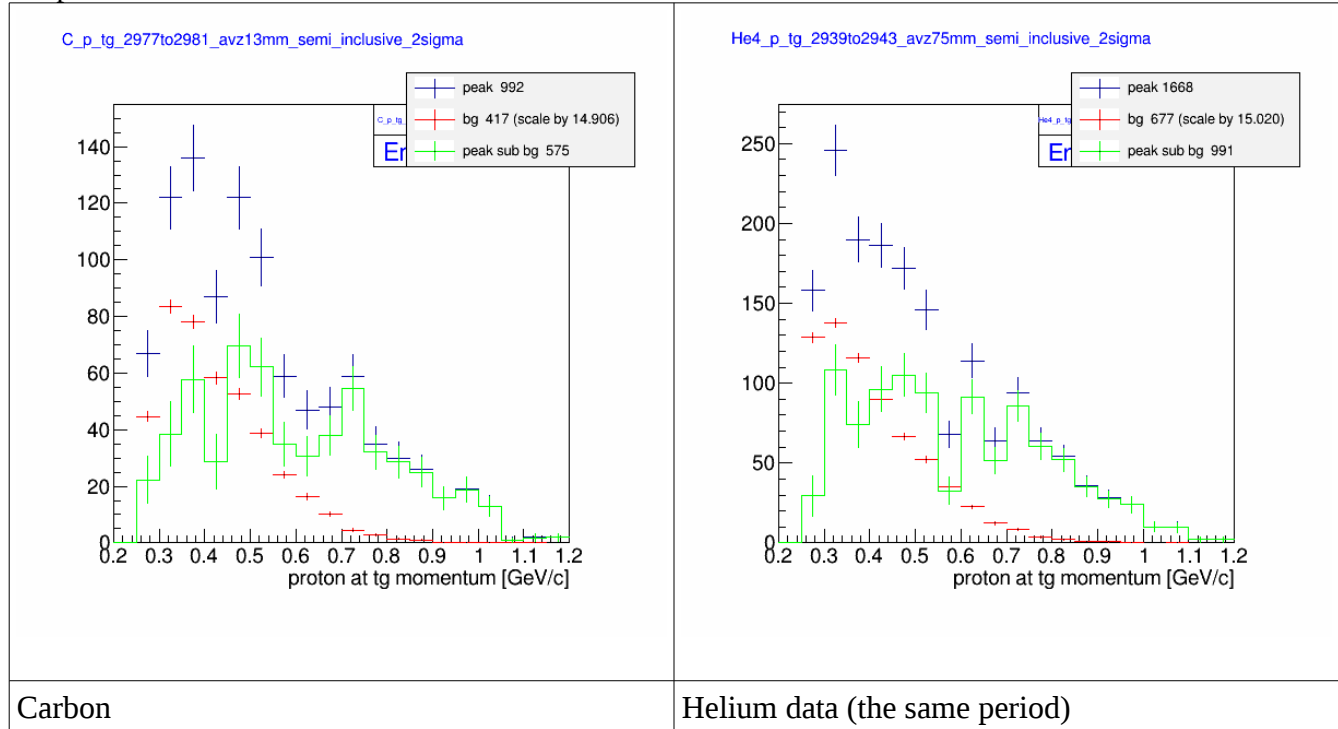 C_p_tg_2977to2981_avz13mm_semi_inclusive_2sigma
peak 992
bg 417 (scale by 14.906)
peak sub bg 575
C_p_tg_
Er
140
120
100
80
60
40
20
0
0.2 0.3 0.4 0.5 0.6 0.7 0.8 0.9 1 1.1 1.2
proton at tg momentum [GeV/c]
Carbon
He4_p_tg_2939to2943_avz75mm_semi_inclusive_2sigma
peak 1668
bg 677 (scale by 15.020)
peak sub bg 991
He4_p_tg
Er
250
200
150
100
50
0
0.2 0.3 0.4 0.5 0.6 0.7 0.8 0.9 1 1.1 1.2
proton at tg momentum [GeV/c]
Helium data (the same period)